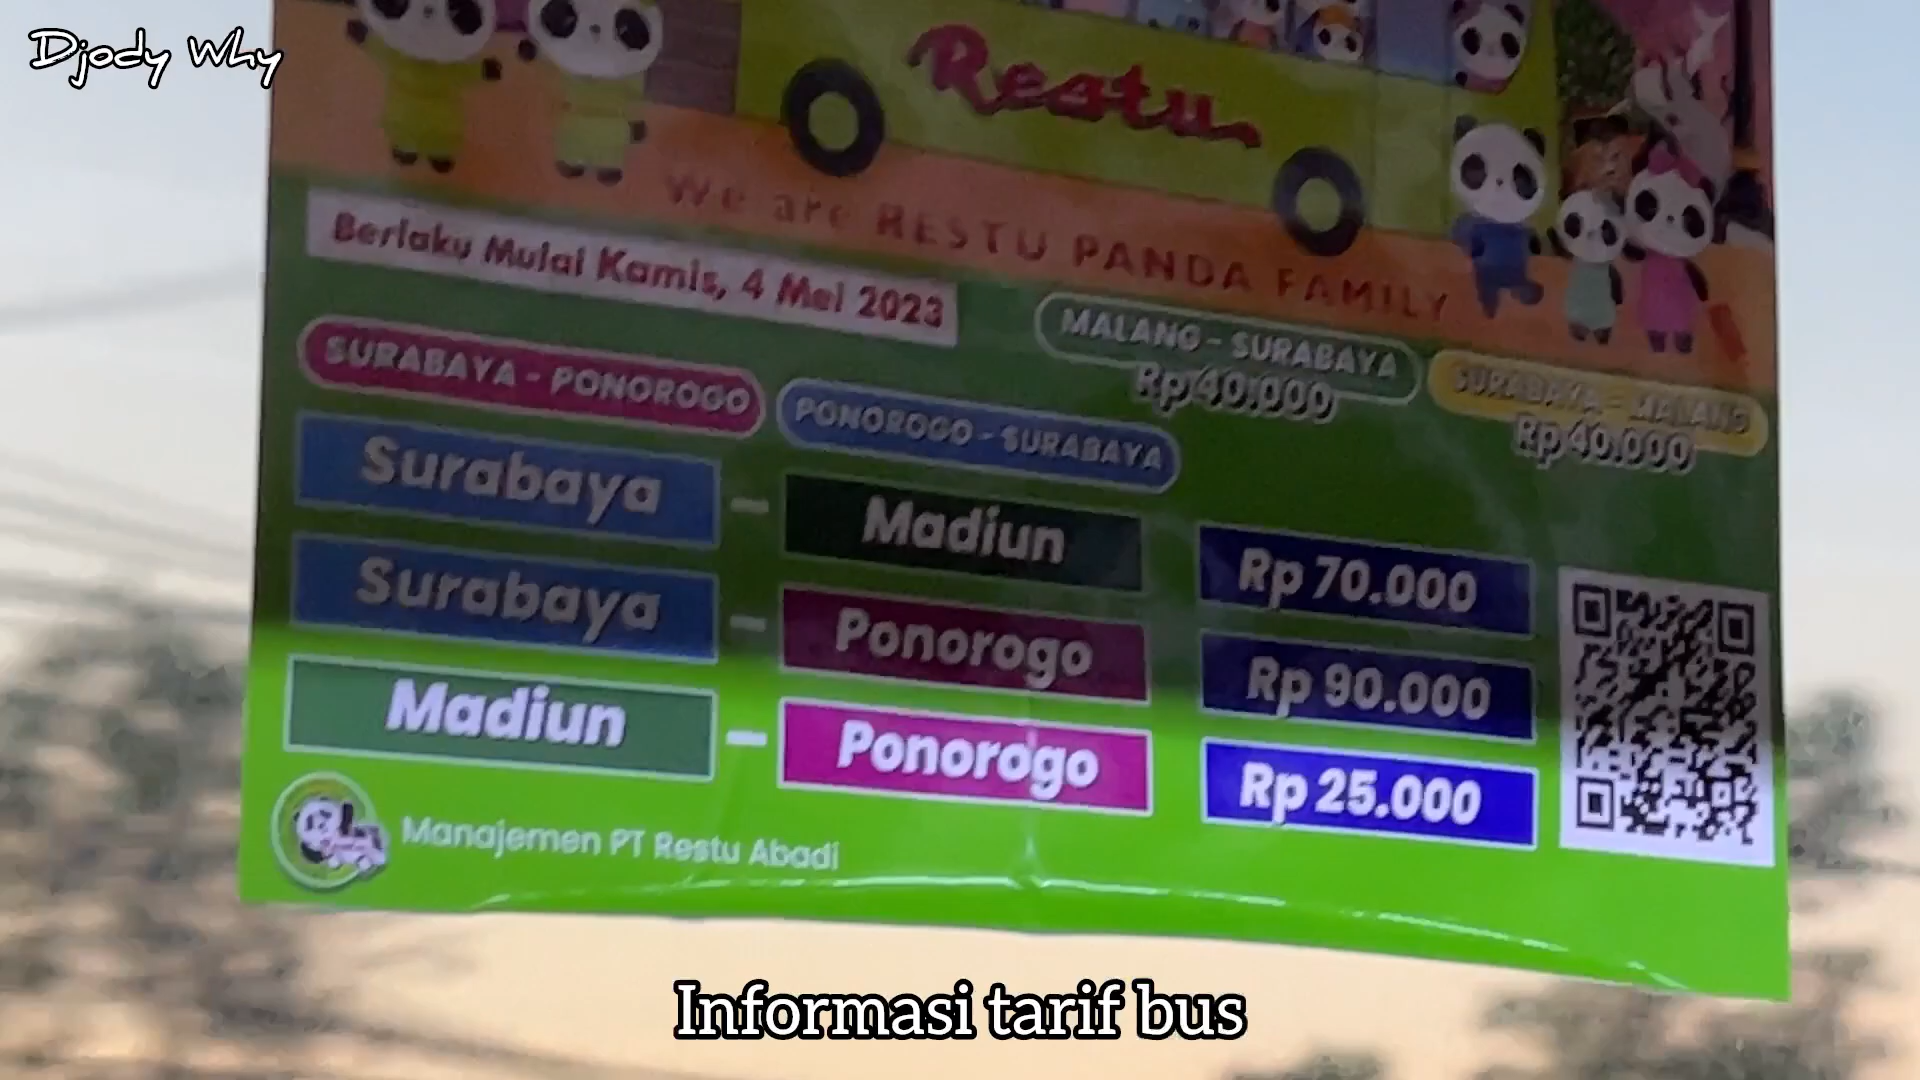 Djody Why
Restu
We are RESTU PANDA FAMILY
Berlaku Mulai Kamis, 4 Mei 2023
MALANG - SURABAYA
Rp 40.000
SURABAYA - MALANG
Rp 40.000
SURABAYA - PONOROGO
PONOROGO - SURABAYA
Surabaya - Madiun Rp 70.000
Surabaya - Ponorogo Rp 90.000
Madiun - Ponorogo Rp 25.000
Manajemen PT Restu Abadi
Informasi tarif bus